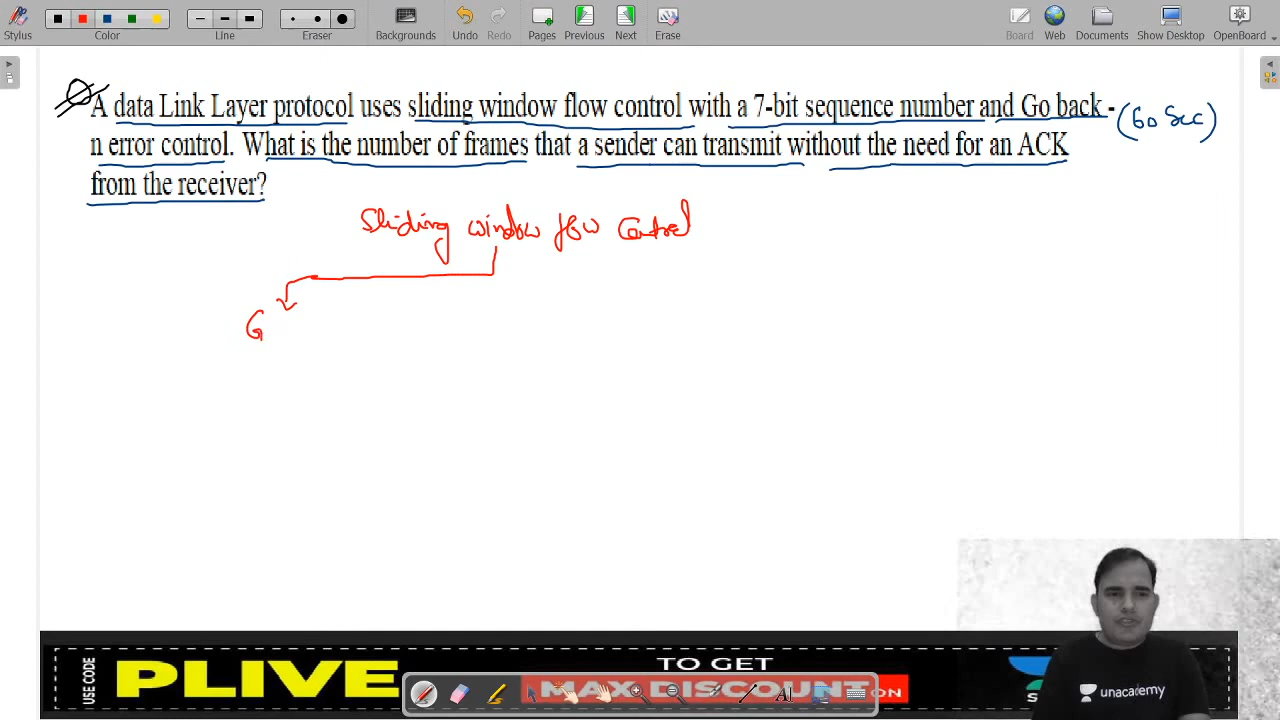 Stylus Color Line Eraser Backgrounds Undo Redo Pages Previous Next Erase Board Web Documents Show Desktop OpenBoard
A data Link Layer protocol uses sliding window flow control with a 7-bit sequence number and Go back -
(60 Sec)
n error control. What is the number of frames that a sender can transmit without the need for an ACK
from the receiver?
Sliding window flow Control
G
USE CODE PLIVE TO GET
MAX DISCOUNT ON
unacademy